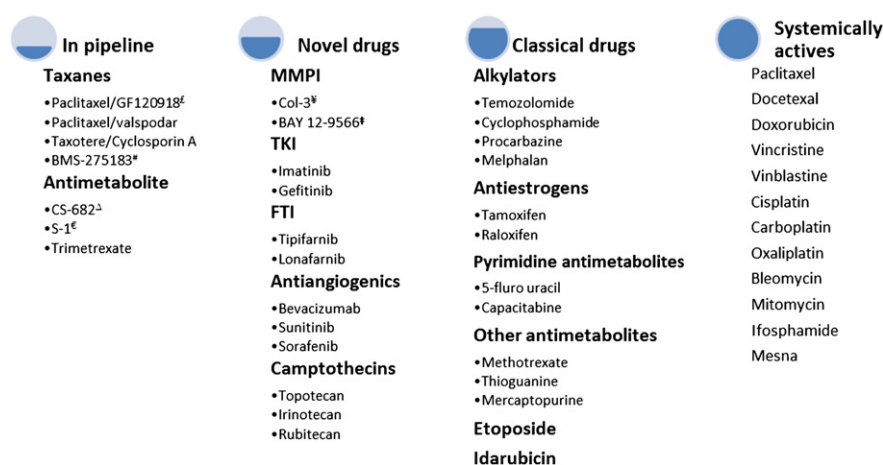 In pipeline
Taxanes
•Paclitaxel/GF120918£
•Paclitaxel/valspodar
•Taxotere/Cyclosporin A
•BMS-275183#
Antimetabolite
•CS-682Δ
•S-1€
•Trimetrexate
Novel drugs
MMPI
•Col-3¥
•BAY 12-9566ǂ
TKI
•Imatinib
•Gefitinib
FTI
•Tipifarnib
•Lonafarnib
Antiangiogenics
•Bevacizumab
•Sunitinib
•Sorafenib
Camptothecins
•Topotecan
•Irinotecan
•Rubitecan
Classical drugs
Alkylators
•Temozolomide
•Cyclophosphamide
•Procarbazine
•Melphalan
Antiestrogens
•Tamoxifen
•Raloxifen
Pyrimidine antimetabolites
•5-fluro uracil
•Capacitabine
Other antimetabolites
•Methotrexate
•Thioguanine
•Mercaptopurine
Etoposide
Idarubicin
Systemically
actives
Paclitaxel
Docetexal
Doxorubicin
Vincristine
Vinblastine
Cisplatin
Carboplatin
Oxaliplatin
Bleomycin
Mitomycin
Ifosphamide
Mesna